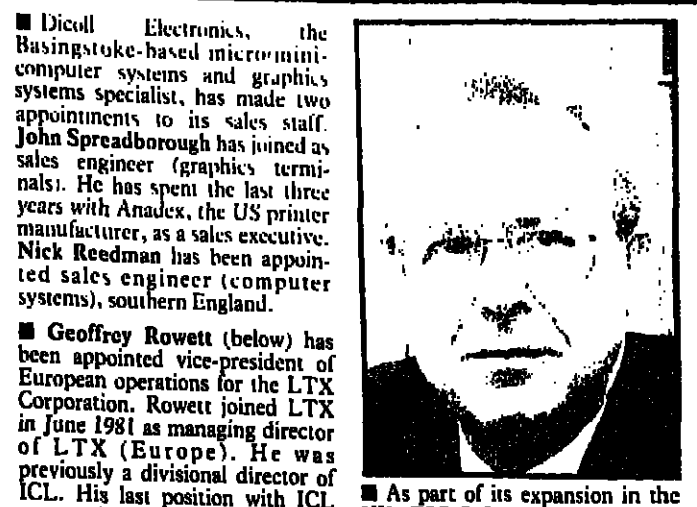 ■ Dicoll Electronics, the
Basingstoke-based micro/mini-
computer systems and graphics
systems specialist, has made two
appointments to its sales staff.
John Spreadborough has joined as
sales engineer (graphics termi-
nals). He has spent the last three
years with Anadex, the US printer
manufacturer, as a sales executive.
Nick Reedman has been appoin-
ted sales engineer (computer
systems), southern England.
■ Geoffrey Rowett (below) has
been appointed vice-president of
European operations for the LTX
Corporation. Rowett joined LTX
in June 1981 as managing director
of LTX (Europe). He was
previously a divisional director of
ICL. His last position with ICL
■ As part of its expansion in the